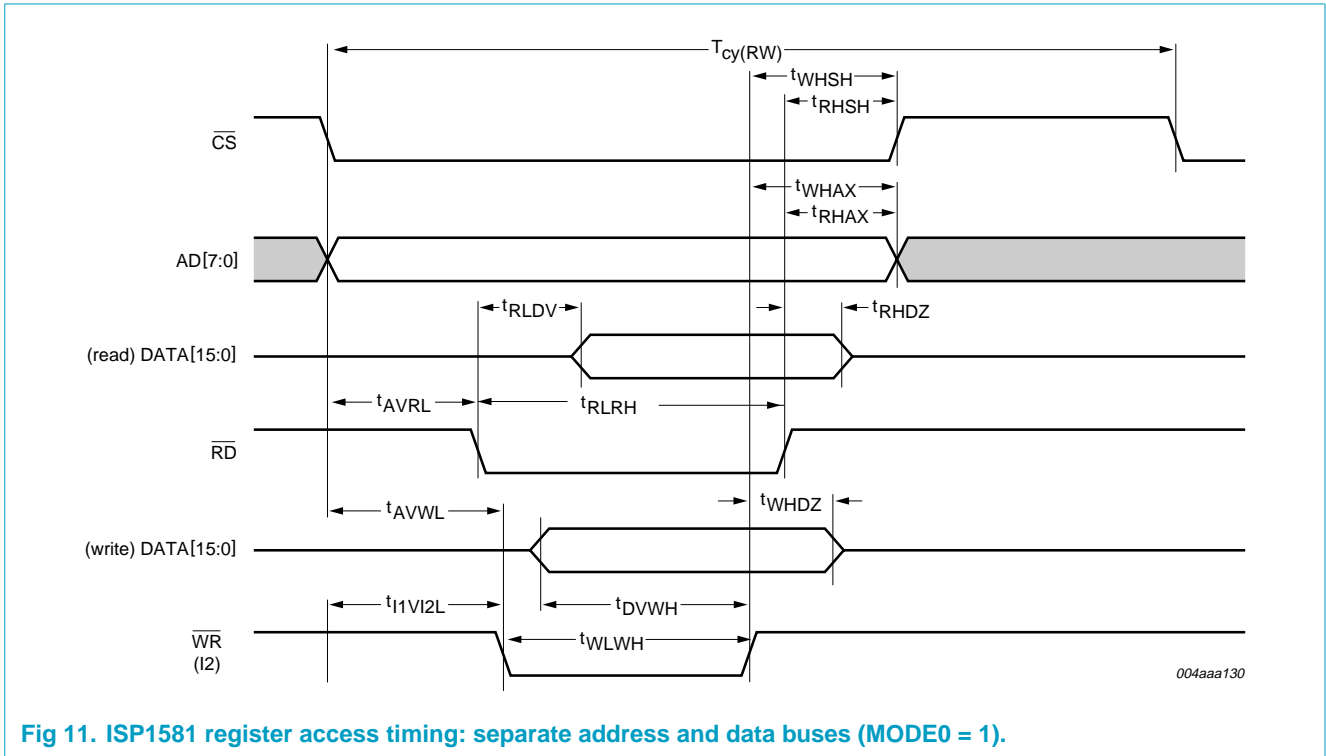 Tcy(RW)
tWHSH
tRHSH
CS
tWHAX
tRHAX
AD[7:0]
tRLDV
tRHDZ
(read) DATA[15:0]
tAVRL
tRLRH
RD
tWHDZ
tAVWL
(write) DATA[15:0]
tI1VI2L
tDVWH
WR
tWLWH
(I2)
004aaa130
Fig 11. ISP1581 register access timing: separate address and data buses (MODE0 = 1).